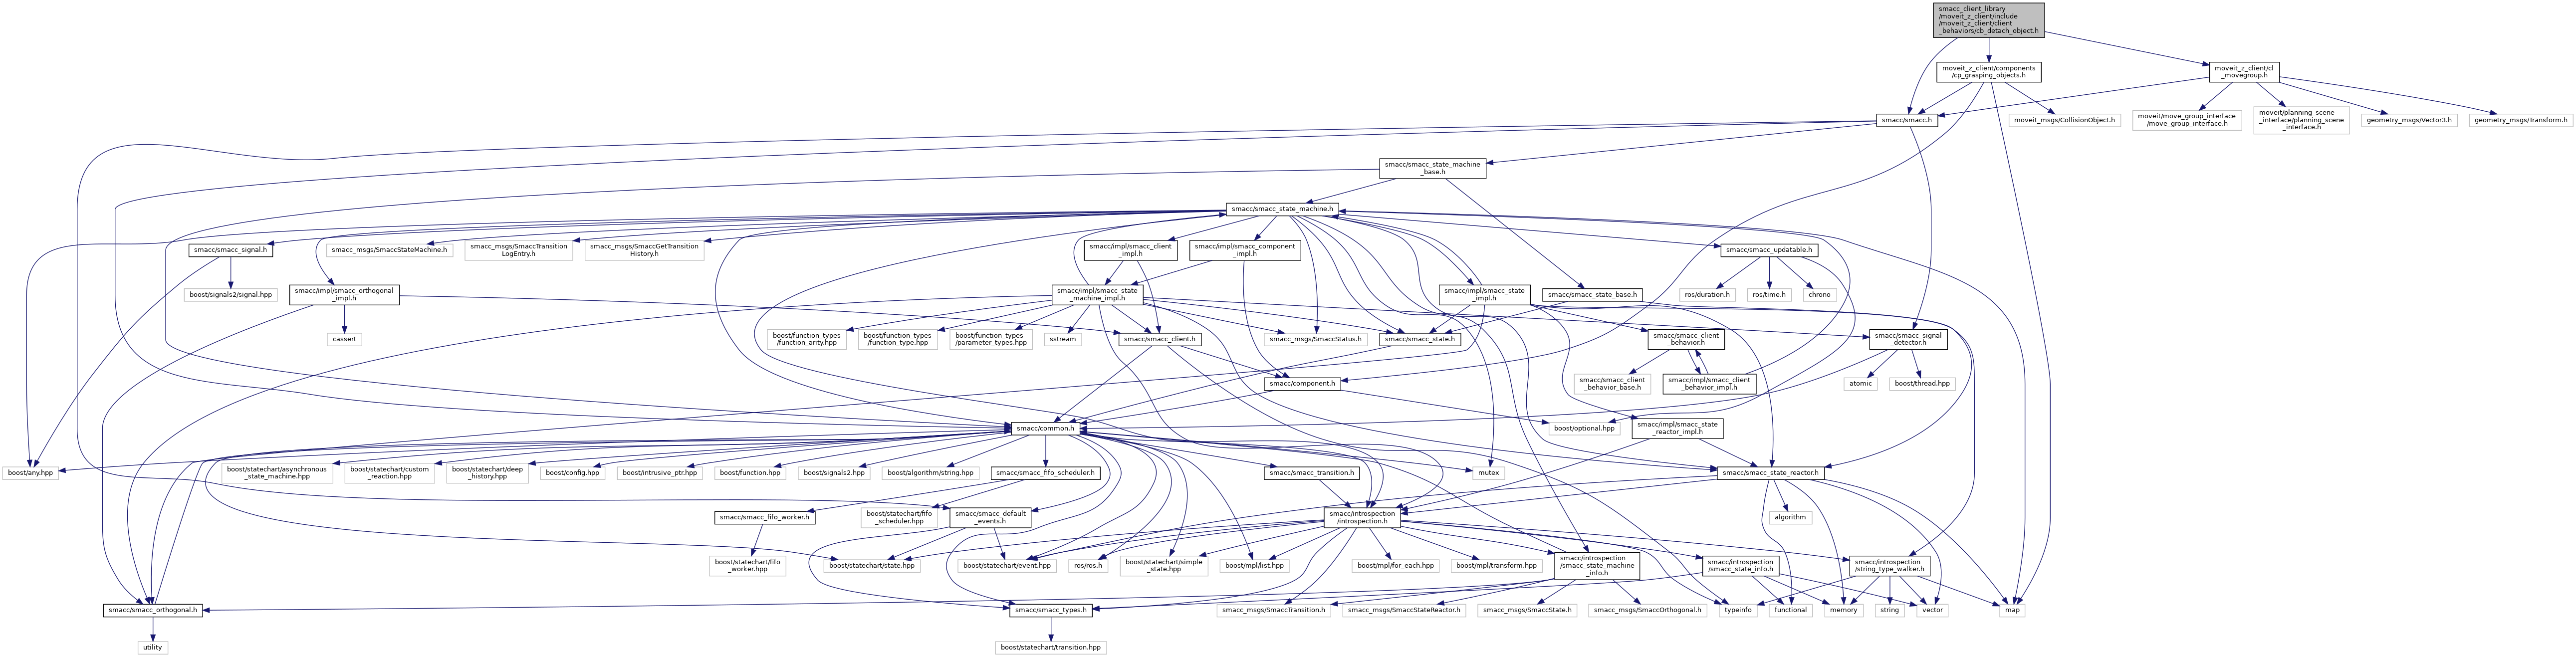 smacc_client_library
/moveit_z_client/include
/moveit_z_client/client
_behaviors/cb_detach_object.h
moveit_z_client/components
/cp_grasping_objects.h
moveit_z_client/cl
_movegroup.h
smacc/smacc.h
moveit_msgs/CollisionObject.h
moveit/move_group_interface
/move_group_interface.h
moveit/planning_scene
_interface/planning_scene
_interface.h
geometry_msgs/Vector3.h
geometry_msgs/Transform.h
smacc/smacc_state_machine
_base.h
smacc/smacc_state_machine.h
smacc/smacc_signal.h
smacc_msgs/SmaccStateMachine.h
smacc_msgs/SmaccTransition
LogEntry.h
smacc_msgs/SmaccGetTransition
History.h
smacc/impl/smacc_client
_impl.h
smacc/impl/smacc_component
_impl.h
smacc/smacc_updatable.h
boost/signals2/signal.hpp
smacc/impl/smacc_orthogonal
_impl.h
smacc/impl/smacc_state
_machine_impl.h
smacc/impl/smacc_state
_impl.h
smacc/smacc_state_base.h
ros/duration.h
ros/time.h
chrono
cassert
boost/function_types
/function_arity.hpp
boost/function_types
/function_type.hpp
boost/function_types
/parameter_types.hpp
sstream
smacc/smacc_client.h
smacc_msgs/SmaccStatus.h
smacc/smacc_state.h
smacc/smacc_client
_behavior.h
smacc/smacc_signal
_detector.h
smacc/component.h
smacc/smacc_client
_behavior_base.h
smacc/impl/smacc_client
_behavior_impl.h
atomic
boost/thread.hpp
smacc/common.h
boost/optional.hpp
smacc/impl/smacc_state
_reactor_impl.h
boost/any.hpp
boost/statechart/asynchronous
_state_machine.hpp
boost/statechart/custom
_reaction.hpp
boost/statechart/deep
_history.hpp
boost/config.hpp
boost/intrusive_ptr.hpp
boost/function.hpp
boost/signals2.hpp
boost/algorithm/string.hpp
smacc/smacc_fifo_scheduler.h
smacc/smacc_transition.h
mutex
smacc/smacc_state_reactor.h
smacc/smacc_fifo_worker.h
boost/statechart/fifo
_scheduler.hpp
smacc/smacc_default
_events.h
smacc/introspection
/introspection.h
algorithm
boost/statechart/fifo
_worker.hpp
boost/statechart/state.hpp
boost/statechart/event.hpp
ros/ros.h
boost/statechart/simple
_state.hpp
boost/mpl/list.hpp
boost/mpl/for_each.hpp
boost/mpl/transform.hpp
smacc/introspection
/smacc_state_machine
_info.h
smacc/introspection
/smacc_state_info.h
smacc/introspection
/string_type_walker.h
smacc/smacc_orthogonal.h
smacc/smacc_types.h
smacc_msgs/SmaccTransition.h
smacc_msgs/SmaccStateReactor.h
smacc_msgs/SmaccState.h
smacc_msgs/SmaccOrthogonal.h
typeinfo
functional
memory
string
vector
map
utility
boost/statechart/transition.hpp